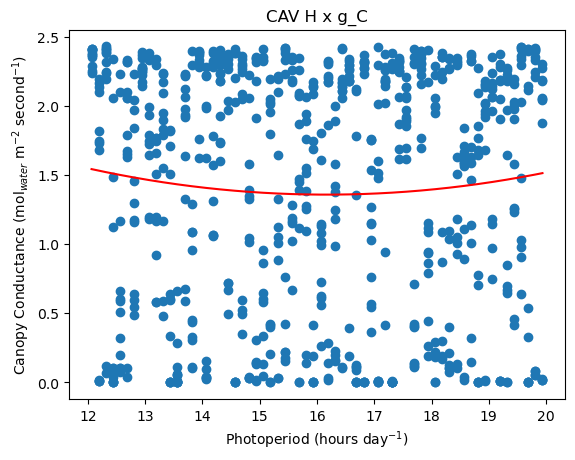 CAV H x g_C
Canopy Conductance (mol_water m⁻² second⁻¹)
2.5
2.0
1.5
1.0
0.5
0.0
12 13 14 15 16 17 18 19 20
Photoperiod (hours day⁻¹)